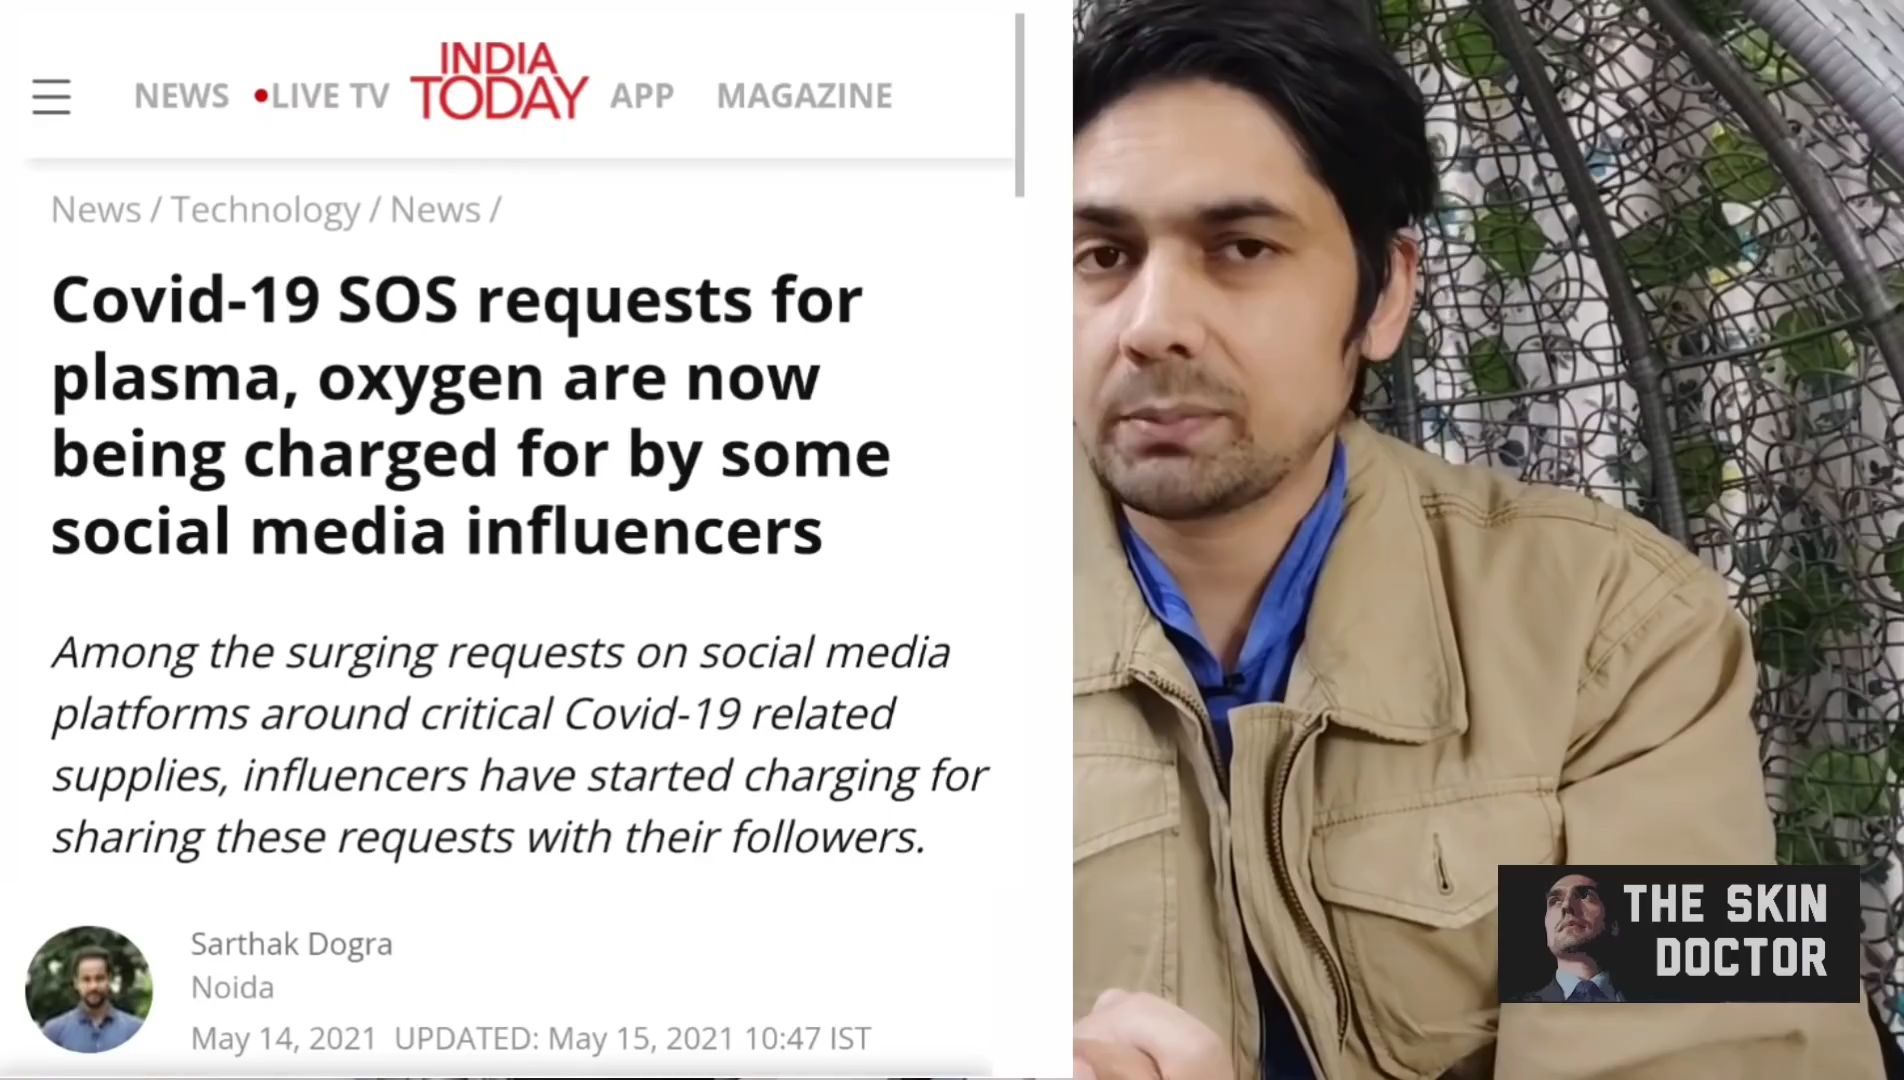 NEWS •LIVE TV INDIA TODAY APP MAGAZINE
News / Technology / News /
Covid-19 SOS requests for
plasma, oxygen are now
being charged for by some
social media influencers
Among the surging requests on social media
platforms around critical Covid-19 related
supplies, influencers have started charging for
sharing these requests with their followers.
Sarthak Dogra
Noida
May 14, 2021 UPDATED: May 15, 2021 10:47 IST
THE SKIN
DOCTOR